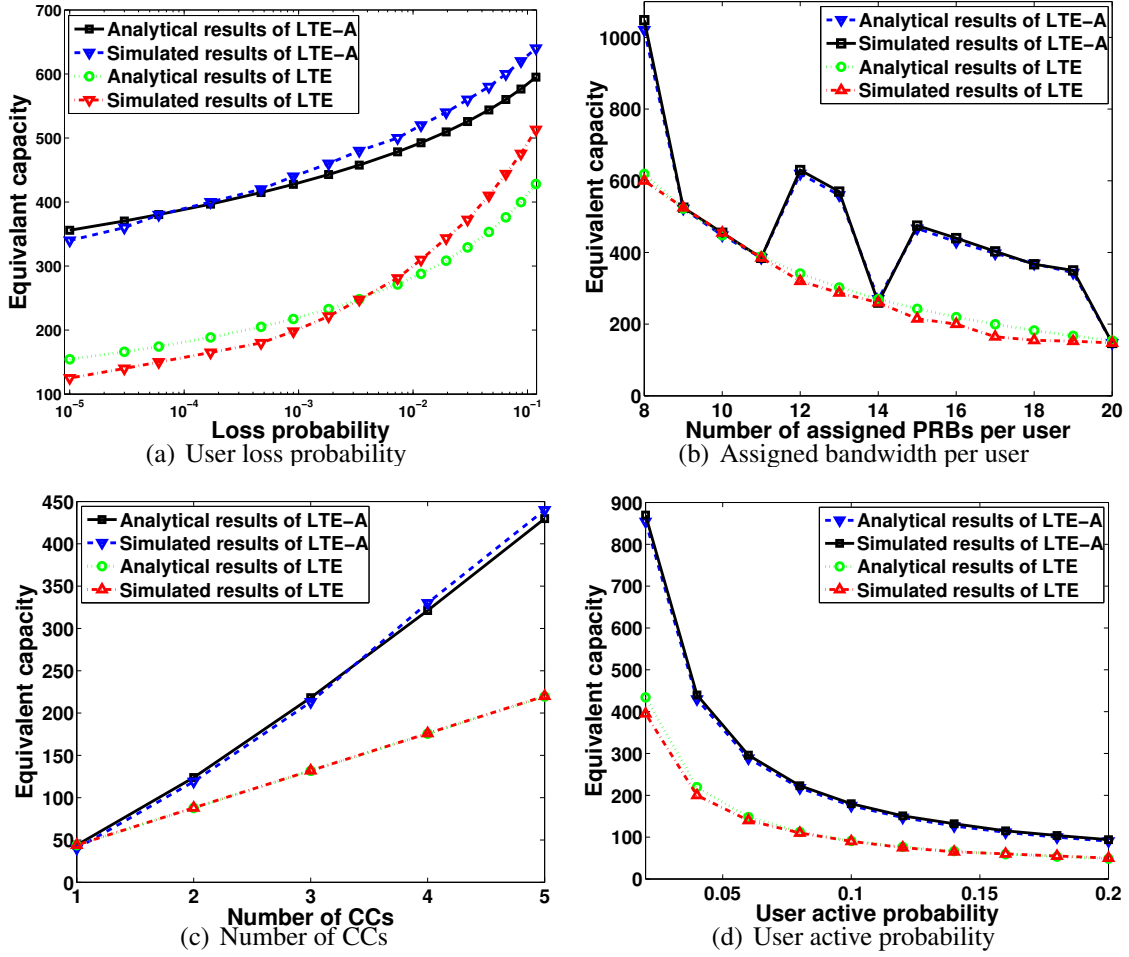 700
600
500
400
300
200
100
Equivalant capacity
Analytical results of LTE-A
Simulated results of LTE-A
Analytical results of LTE
Simulated results of LTE
10⁻⁵
10⁻⁴
10⁻³
10⁻²
10⁻¹
Loss probability
(a) User loss probability
1000
800
600
400
200
0
Equivalent capacity
Analytical results of LTE-A
Simulated results of LTE-A
Analytical results of LTE
Simulated results of LTE
8
10
12
14
16
18
20
Number of assigned PRBs per user
(b) Assigned bandwidth per user
450
400
350
300
250
200
150
100
50
0
Equivalent capacity
Analytical results of LTE-A
Simulated results of LTE-A
Analytical results of LTE
Simulated results of LTE
1
2
3
4
5
Number of CCs
(c) Number of CCs
900
800
700
600
500
400
300
200
100
0
Equivalent capacity
Analytical results of LTE-A
Simulated results of LTE-A
Analytical results of LTE
Simulated results of LTE
0.05
0.1
0.15
0.2
User active probability
(d) User active probability